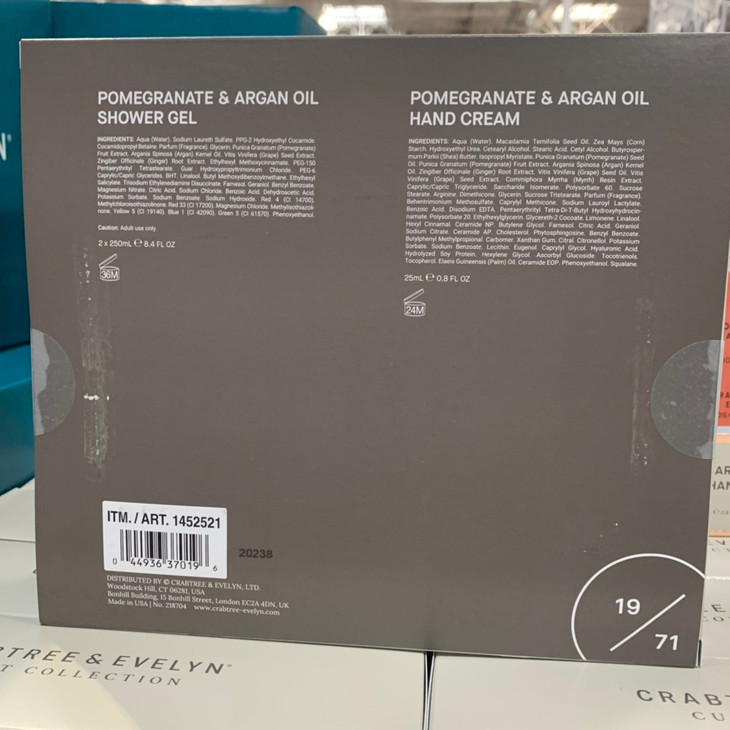 POMEGRANATE & ARGAN OIL
SHOWER GEL
INGREDIENTS: Aqua (Water). Sodium Laureth Sulfate. PPG-2 Hydroxyethyl Cocamide.
Cocamidopropyl Betaine. Parfum (Fragrance). Glycerin. Punica Granatum (Pomegranate)
Fruit Extract. Argania Spinosa (Argan) Kernel Oil. Vitis Vinifera (Grape) Seed Extract.
Zingiber Officinale (Ginger) Root Extract. Ethylhexyl Methoxycinnamate. PEG-150
Pentaerythrityl Tetrastearate. Guar Hydroxypropyltrimonium Chloride. PEG-6
Caprylic/Capric Glycerides. BHT. Linalool. Butyl Methoxydibenzoylmethane. Ethylhexyl
Salicylate. Trisodium Ethylenediamine Disuccinate. Farnesol. Geraniol. Benzyl Benzoate.
Magnesium Nitrate. Citric Acid. Sodium Chloride. Benzoic Acid. Dehydroacetic Acid.
Potassium Sorbate. Sodium Benzoate. Sodium Hydroxide. Red 4 (CI 14700).
Methylchloroisothiazolinone. Red 33 (CI 17200). Magnesium Chloride. Methylisothiazoli-
none. Yellow 5 (CI 19140). Blue 1 (CI 42090). Green 5 (CI 61570). Phenoxyethanol.
Caution: Adult use only.
2 x 250mL ℮ 8.4 FL OZ
36M
POMEGRANATE & ARGAN OIL
HAND CREAM
INGREDIENTS: Aqua (Water). Macadamia Ternifolia Seed Oil. Zea Mays (Corn)
Starch. Hydroxyethyl Urea. Cetearyl Alcohol. Stearic Acid. Cetyl Alcohol. Butyrosper-
mum Parkii (Shea) Butter. Isopropyl Myristate. Punica Granatum (Pomegranate) Seed
Oil. Punica Granatum (Pomegranate) Fruit Extract. Argania Spinosa (Argan) Kernel
Oil. Zingiber Officinale (Ginger) Root Extract. Vitis Vinifera (Grape) Seed Oil. Vitis
Vinifera (Grape) Seed Extract. Commiphora Myrrha (Myrrh) Resin Extract.
Caprylic/Capric Triglyceride. Saccharide Isomerate. Polysorbate 60. Sucrose
Stearate. Arginine. Dimethicone. Glycerin. Sucrose Tristearate. Parfum (Fragrance).
Behentrimonium Methosulfate. Caprylyl Methicone. Sodium Lauroyl Lactylate.
Benzoic Acid. Disodium EDTA. Pentaerythrityl Tetra-Di-T-Butyl Hydroxyhydrocin-
namate. Polysorbate 20. Ethylhexylglycerin. Glycereth-2 Cocoate. Limonene. Linalool.
Hexyl Cinnamal. Ceramide NP. Butylene Glycol. Farnesol. Citric Acid. Geraniol.
Sodium Citrate. Ceramide AP. Cholesterol. Phytosphingosine. Benzyl Benzoate.
Butylphenyl Methylpropional. Carbomer. Xanthan Gum. Citral. Citronellol. Potassium
Sorbate. Sodium Benzoate. Lecithin. Eugenol. Caprylyl Glycol. Hyaluronic Acid.
Hydrolyzed Soy Protein. Hexylene Glycol. Ascorbyl Glucoside. Tocotrienols.
Tocopherol. Elaeis Guineensis (Palm) Oil. Ceramide EOP. Phenoxyethanol. Squalane.
25mL ℮ 0.8 FL OZ
24M
ITM. / ART. 1452521
0 44936 37019 6
20238
DISTRIBUTED BY © CRABTREE & EVELYN, LTD.
Woodstock Hill, CT 06281, USA
Bonhill Building, 15 Bonhill Street, London EC2A 4DN, UK
Made in USA | No. 218704 www.crabtree-evelyn.com
19
71
TREE & EVELYN
COLLECTION
CRAB
CU